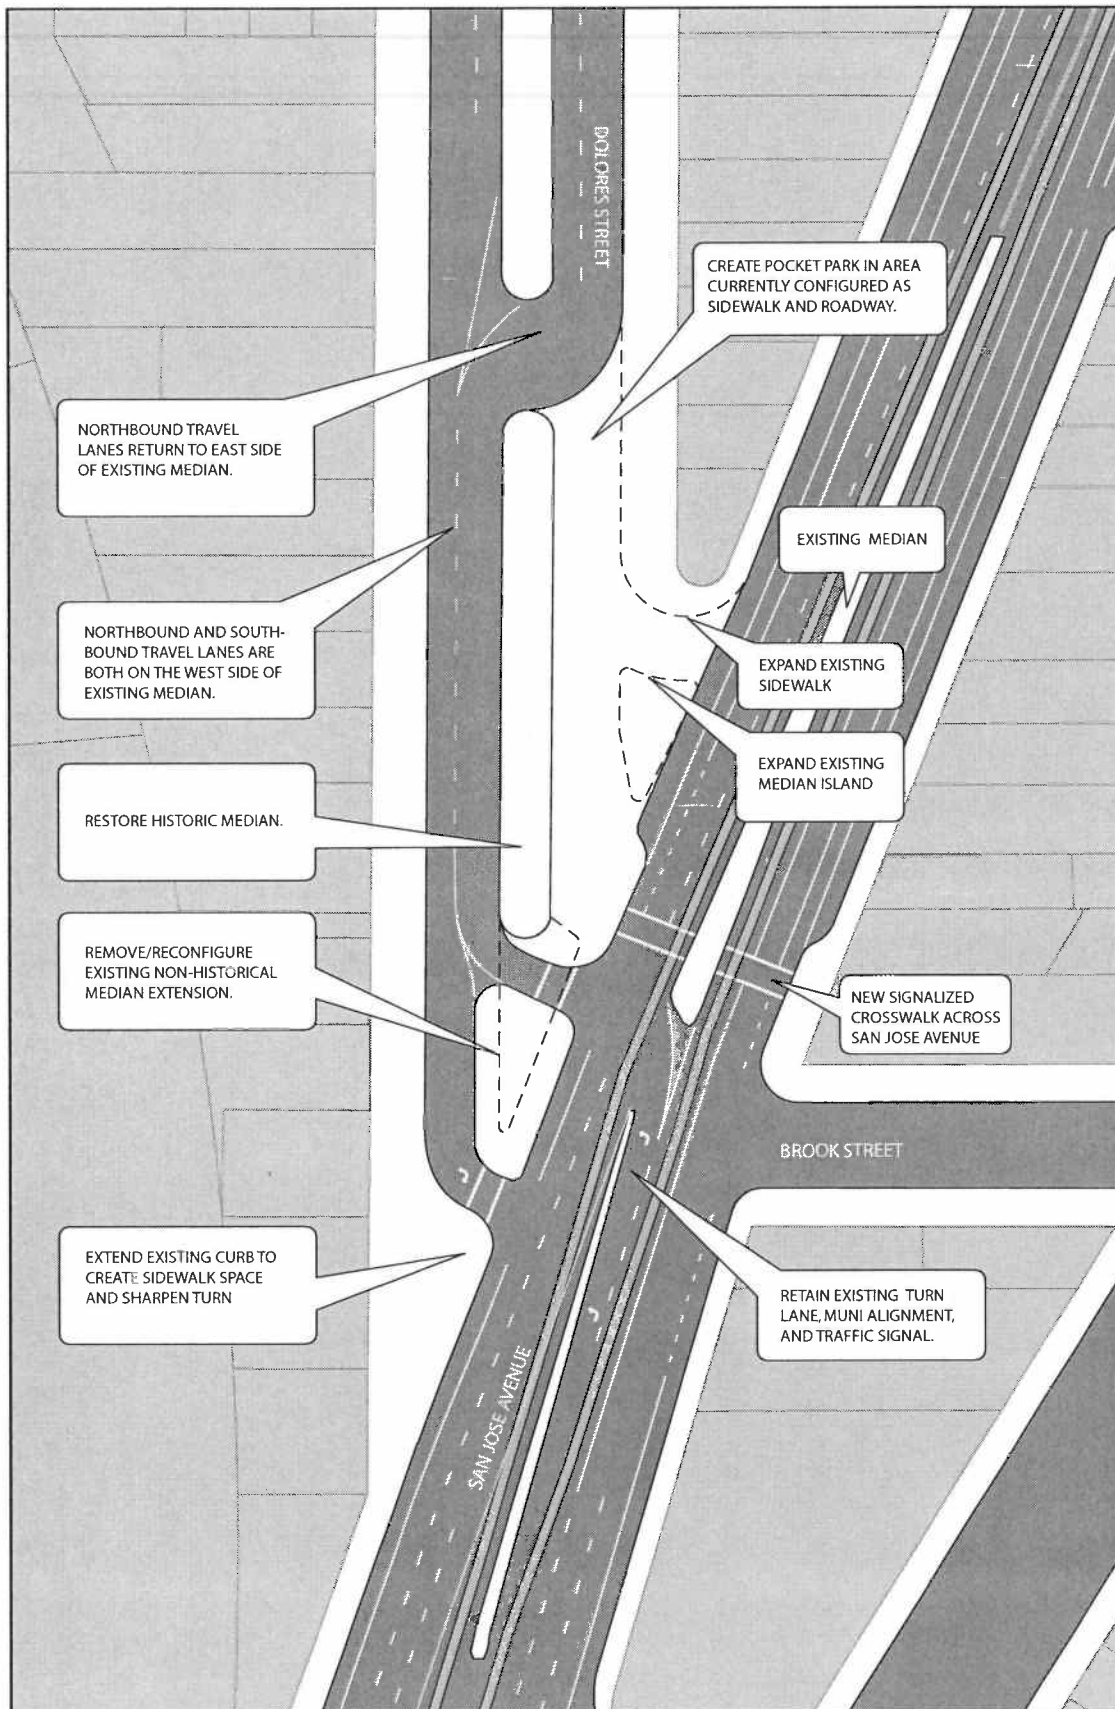 DOLORES STREET
CREATE POCKET PARK IN AREA
CURRENTLY CONFIGURED AS
SIDEWALK AND ROADWAY.
NORTHBOUND TRAVEL
LANES RETURN TO EAST SIDE
OF EXISTING MEDIAN.
EXISTING MEDIAN
NORTHBOUND AND SOUTH-
BOUND TRAVEL LANES ARE
BOTH ON THE WEST SIDE OF
EXISTING MEDIAN.
EXPAND EXISTING
SIDEWALK
EXPAND EXISTING
MEDIAN ISLAND
RESTORE HISTORIC MEDIAN.
REMOVE/RECONFIGURE
EXISTING NON-HISTORICAL
MEDIAN EXTENSION.
NEW SIGNALIZED
CROSSWALK ACROSS
SAN JOSE AVENUE
BROOK STREET
EXTEND EXISTING CURB TO
CREATE SIDEWALK SPACE
AND SHARPEN TURN
RETAIN EXISTING TURN
LANE, MUNI ALIGNMENT,
AND TRAFFIC SIGNAL.
SAN JOSE AVENUE